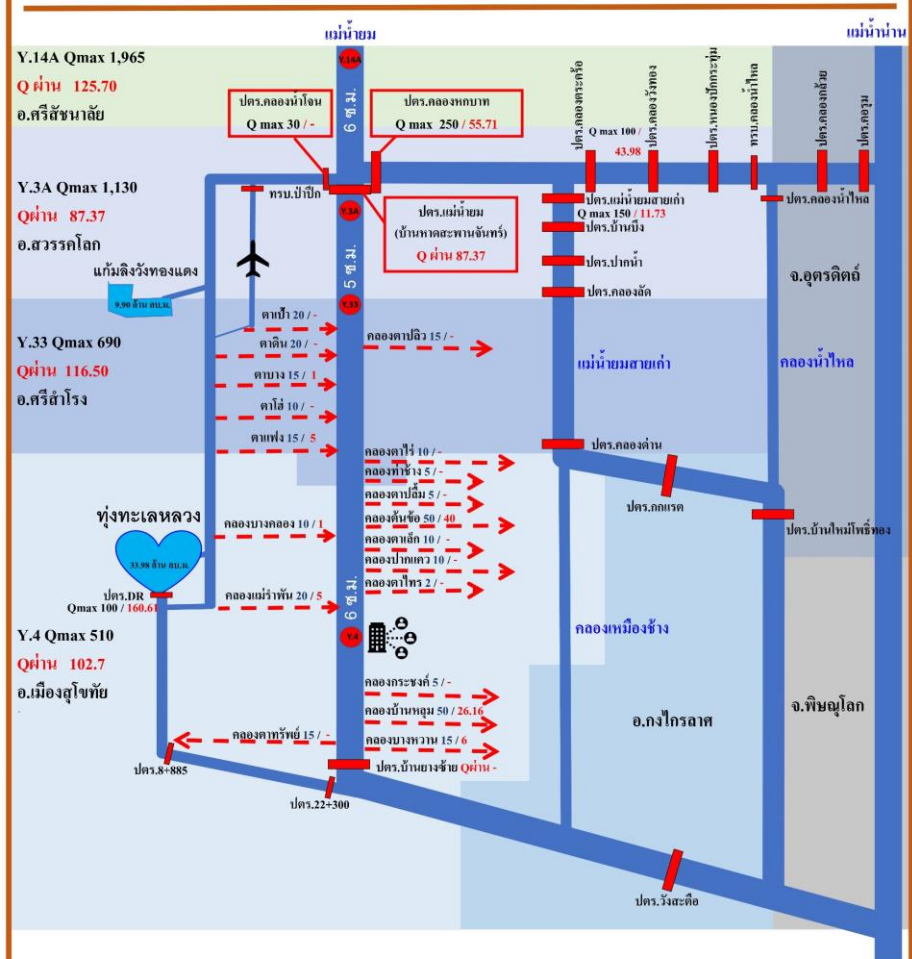 แม่น้ำยม
แม่น้ำน่าน
Y.14A Qmax 1,965
Q ผ่าน 125.70
อ.ศรีสัชนาลัย
Y.14A
6 ช.ม.
ปตร.คลองน้ำโจน
Q max 30 / -
ปตร.คลองหกบาท
Q max 250 / 55.71
ปตร.คลองตะคร้อ
Q max 100 /
43.98
ปตร.คลองวังทอง
ปตร.หนองปึกกระทุ่ม
ทรบ.คลองน้ำไหล
ปตร.คลองกล้วย
ปตร.คอรุม
Y.3A Qmax 1,130
Qผ่าน 87.37
อ.สวรรคโลก
ทรบ.ป่าปึก
Y.3A
ปตร.แม่น้ำยม
(บ้านหาดสะพานจันทร์)
Q ผ่าน 87.37
ปตร.แม่น้ำยมสายเก่า
Q max 150 / 11.73
ปตร.บ้านบึง
ปตร.ปากน้ำ
ปตร.คลองลัด
ปตร.คลองน้ำไหล
จ.อุตรดิตถ์
5 ช.ม.
แก้มลิงวังทองแดง
9.90 ล้าน ลบ.ม.
Y.33
Y.33 Qmax 690
Qผ่าน 116.50
อ.ศรีสำโรง
ตาเป้า 20 / -
ตาดิน 20 / -
ตาบาง 15 / 1
ตาโฮ่ 10 / -
ตาแฟง 15 / 5
คลองตาปลิว 15 / -
แม่น้ำยมสายเก่า
คลองน้ำไหล
ปตร.คลองด่าน
คลองตาไร่ 10 / -
คลองท่าช้าง 5 / -
คลองตาปลื้ม 5 / -
คลองต้นข้อ 50 / 40
คลองตาเล็ก 10 / -
คลองปากแคว 10 / -
คลองตาไทร 2 / -
ปตร.กกแรต
ปตร.บ้านใหม่โพธิ์ทอง
ทุ่งทะเลหลวง
33.98 ล้าน ลบ.ม.
คลองบางคลอง 10 / 1
ปตร.DR
Qmax 100 / 160.61
คลองแม่รำพัน 20 / 5
6 ช.ม.
Y.4
Y.4 Qmax 510
Qผ่าน 102.7
อ.เมืองสุโขทัย
คลองเหมืองช้าง
คลองกระชงค์ 5 / -
คลองบ้านหลุม 50 / 26.16
คลองบางหวาน 15 / 6
คลองตาทรัพย์ 15 / -
อ.กงไกรลาศ
จ.พิษณุโลก
ปตร.8+885
ปตร.บ้านยางซ้าย Qผ่าน -
ปตร.22+300
ปตร.วังสะตือ